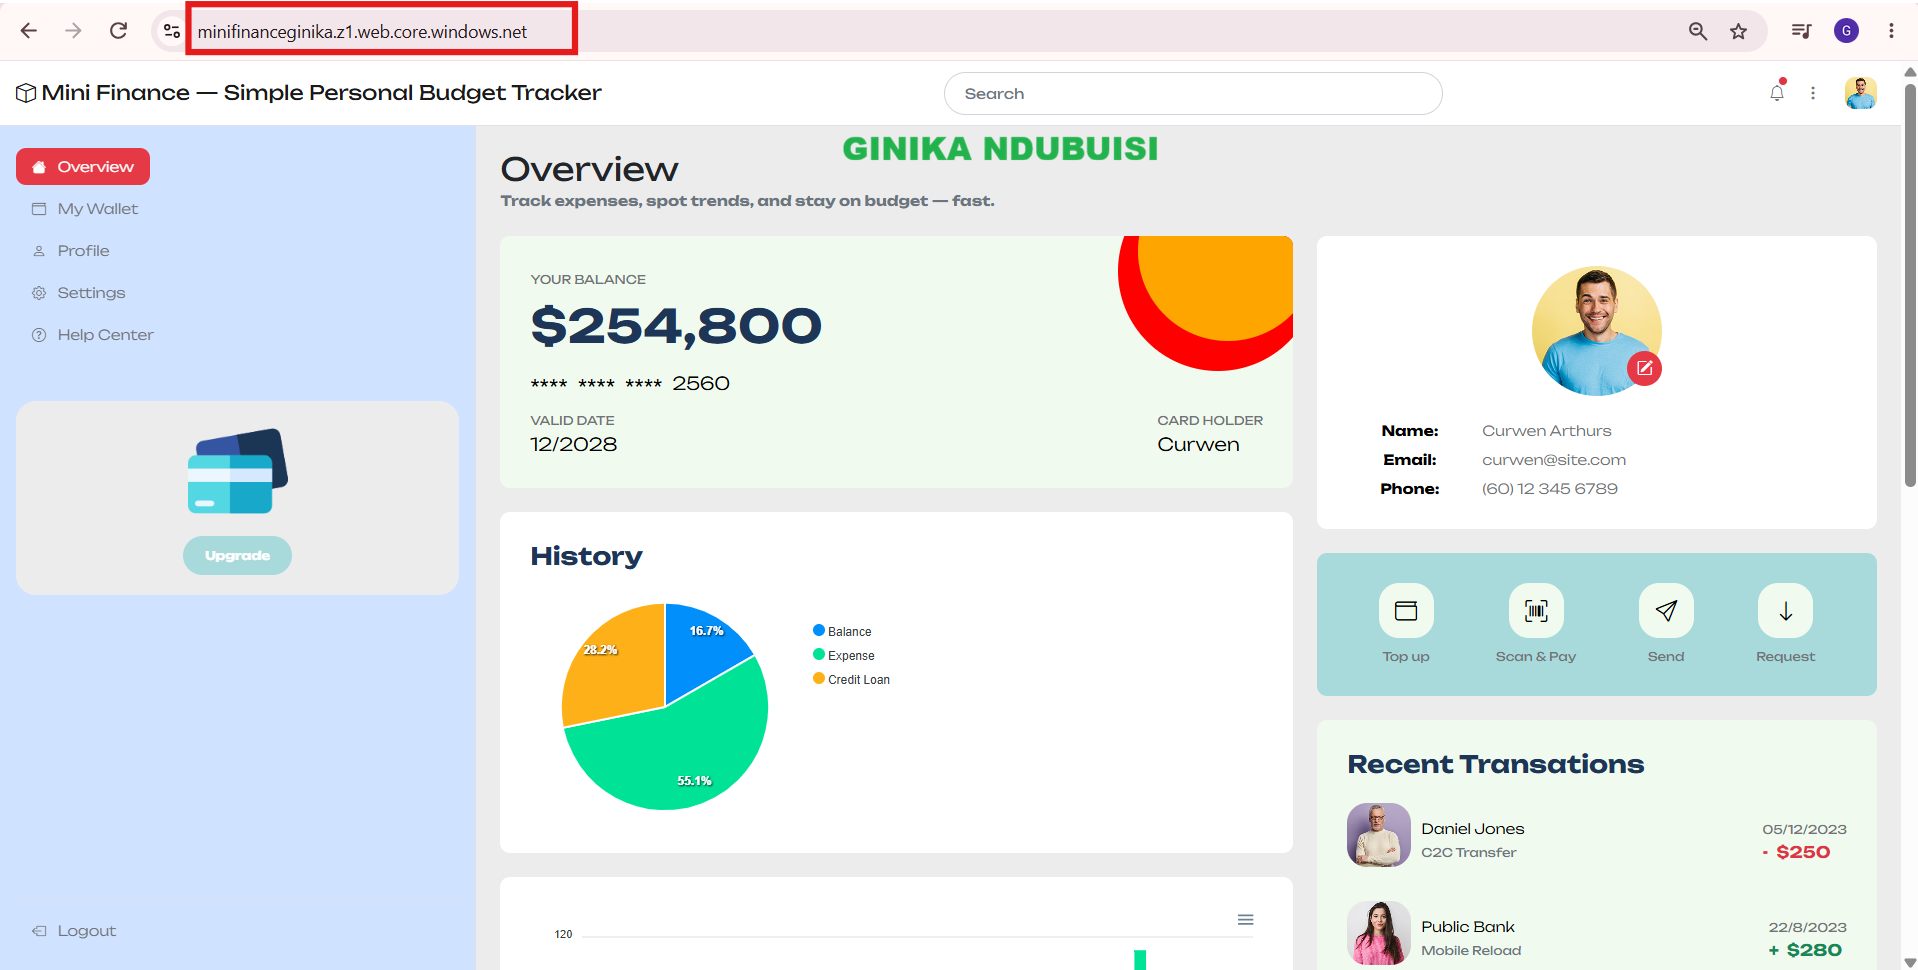 minifinanceginika.z1.web.core.windows.net
G
Mini Finance — Simple Personal Budget Tracker
Search
Overview
My Wallet
Profile
Settings
Help Center
Upgrade
Logout
GINIKA NDUBUISI
Overview
Track expenses, spot trends, and stay on budget — fast.
YOUR BALANCE
$254,800
**** **** **** 2560
VALID DATE
12/2028
CARD HOLDER
Curwen
History
16.7%
28.2%
55.1%
Balance
Expense
Credit Loan
120
Name: Curwen Arthurs
Email: curwen@site.com
Phone: (60) 12 345 6789
Top up
Scan & Pay
Send
Request
Recent Transations
Daniel Jones 05/12/2023
C2C Transfer - $250
Public Bank 22/8/2023
Mobile Reload + $280